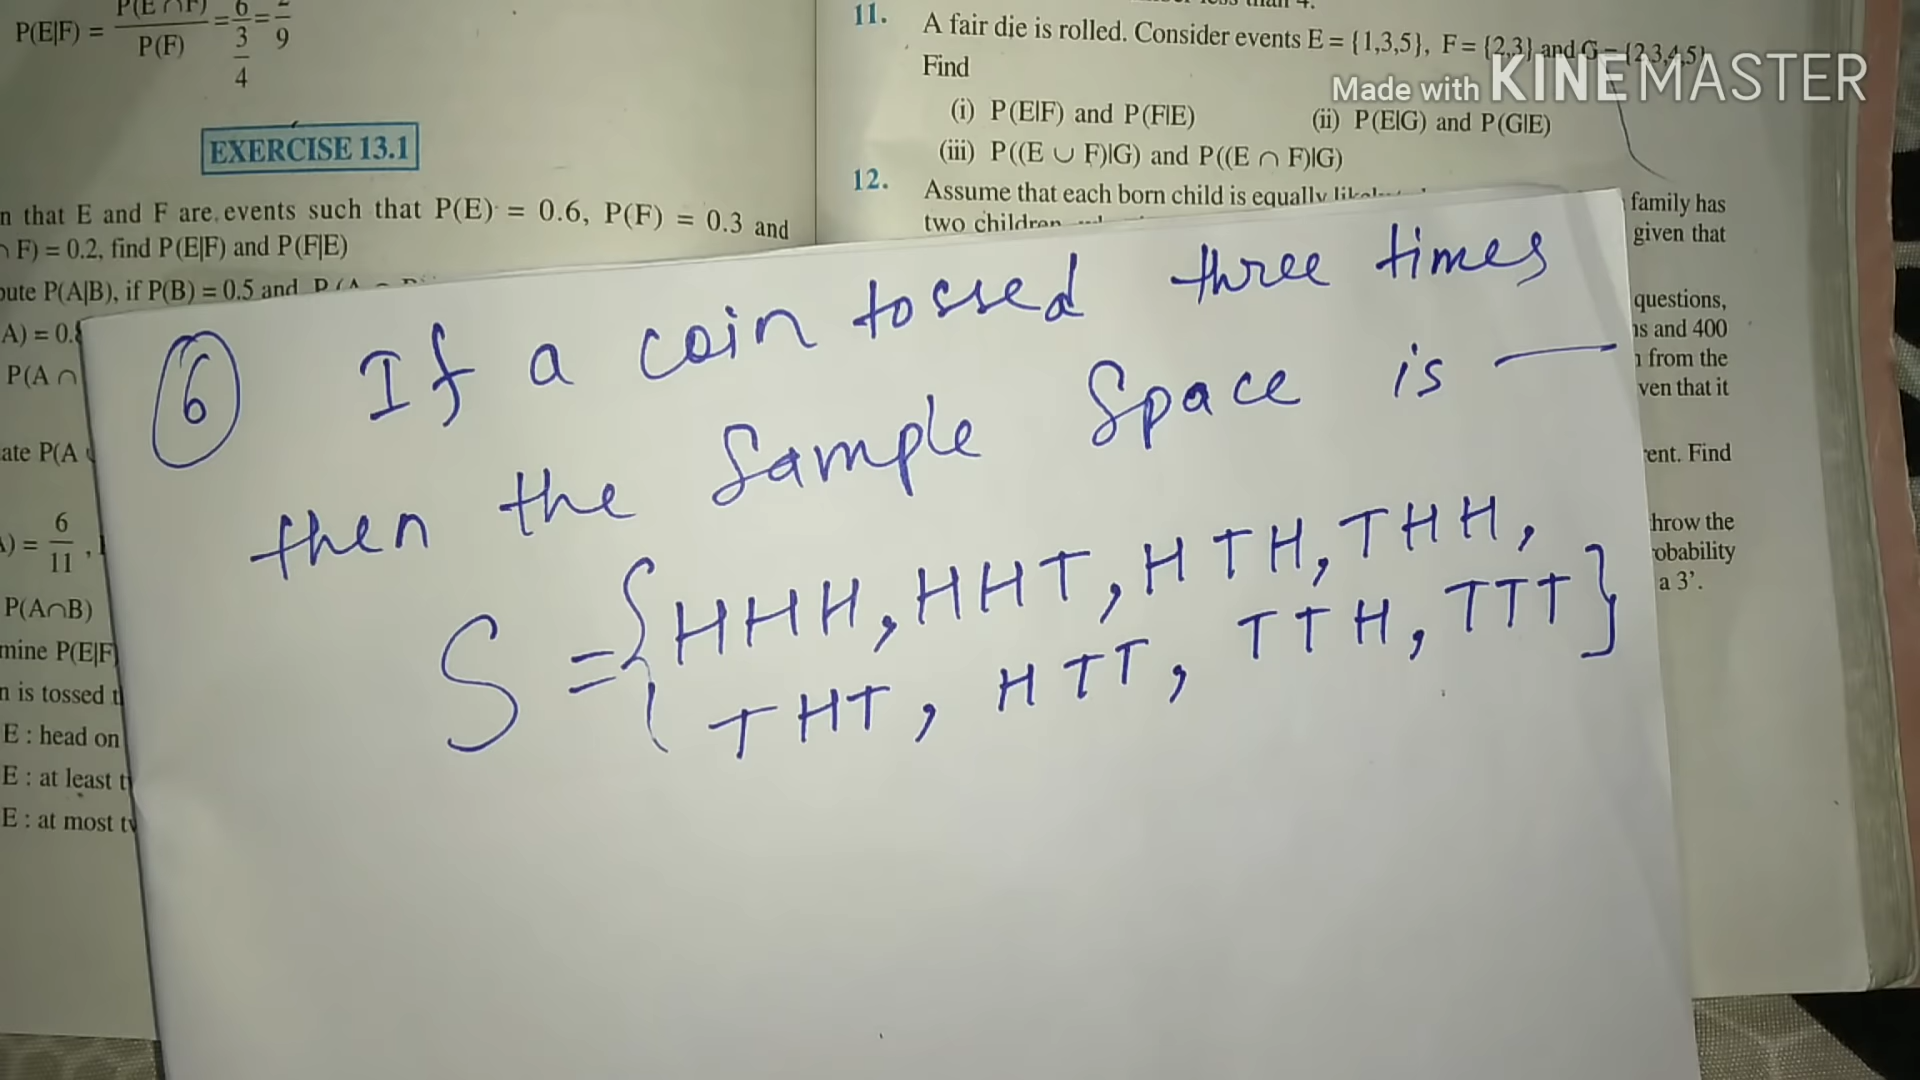 P(E|F) = P(E∩F) / P(F) = 6 / 3/4 = 2/9
EXERCISE 13.1
n that E and F are events such that P(E) = 0.6, P(F) = 0.3 and
∩ F) = 0.2, find P(E|F) and P(F|E)
pute P(A|B), if P(B) = 0.5 and P(A ∩
A) = 0.8
P(A ∩
ate P(A ∪
A) = 6/11 ,
P(A∩B)
mine P(E|F)
n is tossed t
E : head on
E : at least t
E : at most tw
11. A fair die is rolled. Consider events E = {1,3,5}, F = {2,3} and G = {2,3,4,5}
Find
(i) P(E|F) and P(F|E) (ii) P(E|G) and P(G|E)
(iii) P((E ∪ F)|G) and P((E ∩ F)|G)
12. Assume that each born child is equally family has
two children given that
questions,
ns and 400
from the
ven that it
ent. Find
hrow the
obability
a 3’.
Made with KINEMASTER
6 If a coin tossed three times
then the Sample Space is —
S = {HHH, HHT, HTH, THH,
THT, HTT, TTH, TTT}